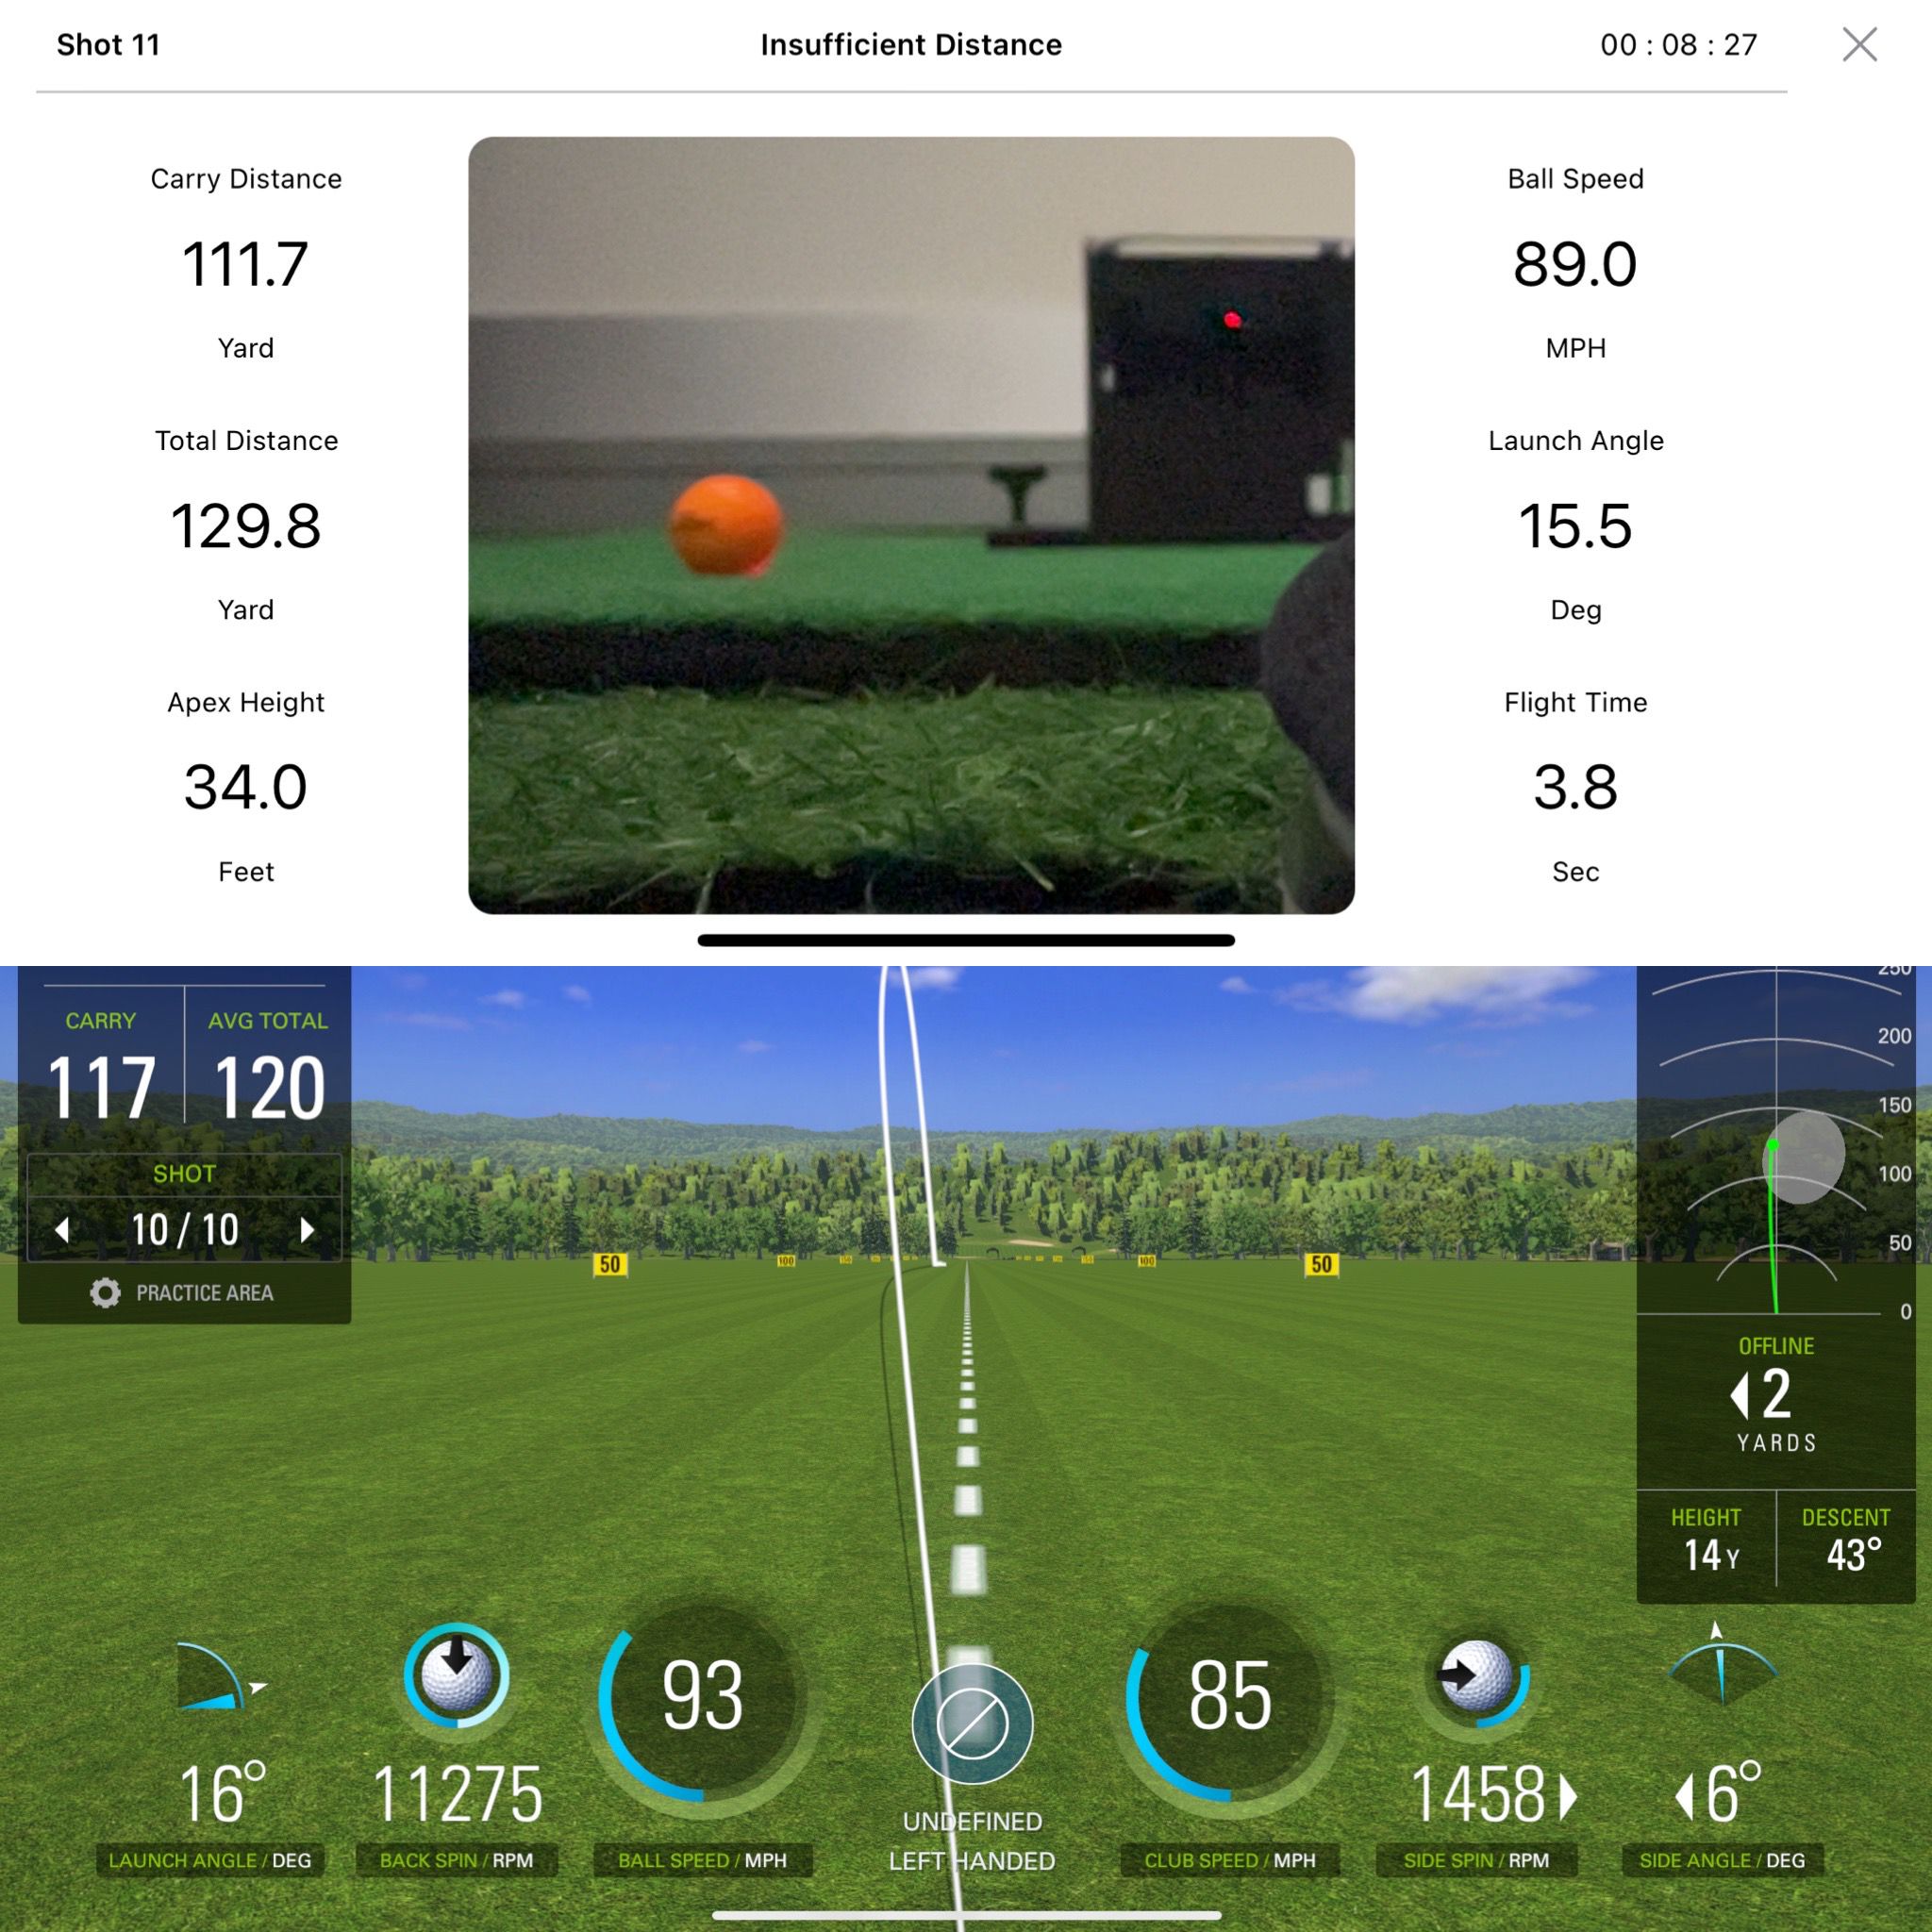 Shot 11
Insufficient Distance
00 : 08 : 27
Carry Distance
111.7
Yard
Total Distance
129.8
Yard
Apex Height
34.0
Feet
Ball Speed
89.0
MPH
Launch Angle
15.5
Deg
Flight Time
3.8
Sec
CARRY
117
AVG TOTAL
120
SHOT
10 / 10
PRACTICE AREA
50
100
100
50
250
200
150
100
50
0
OFFLINE
2
YARDS
HEIGHT
14 Y
DESCENT
43°
16°
LAUNCH ANGLE / DEG
11275
BACK SPIN / RPM
93
BALL SPEED / MPH
UNDEFINED
LEFT HANDED
85
CLUB SPEED / MPH
1458
SIDE SPIN / RPM
6°
SIDE ANGLE / DEG